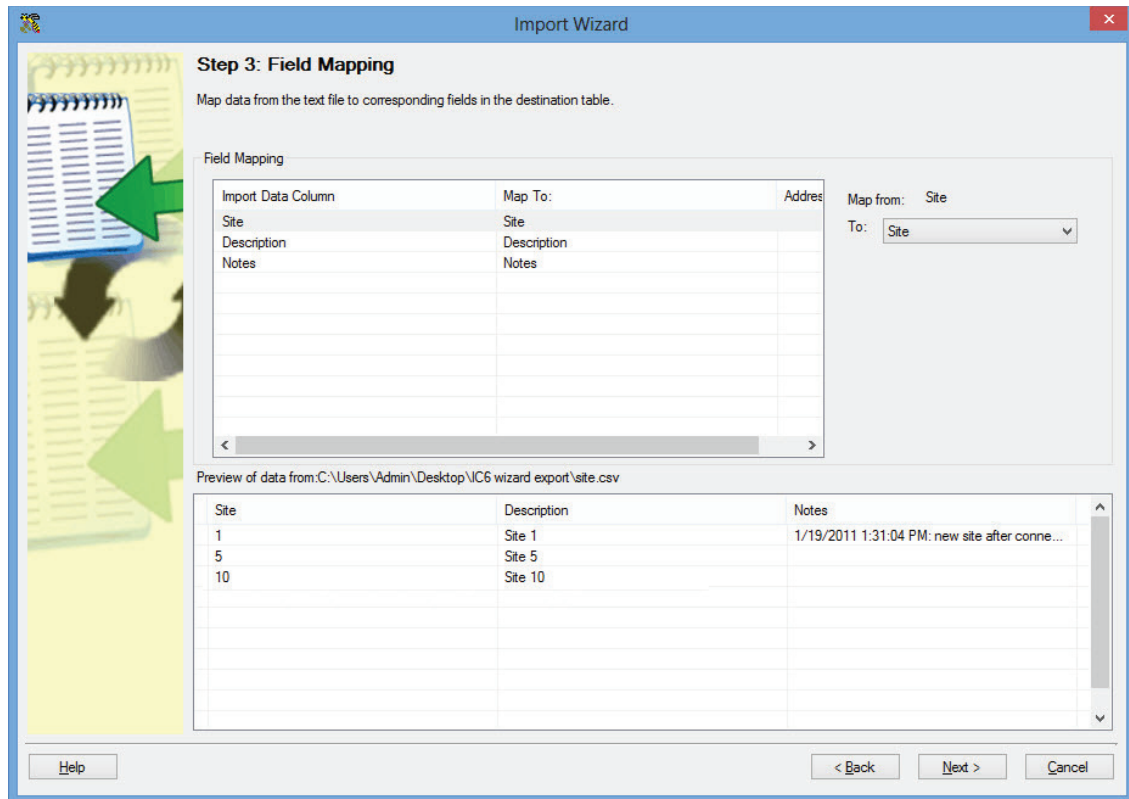 Import Wizard
Step 3: Field Mapping
Map data from the text file to corresponding fields in the destination table.
Field Mapping
Import Data Column Map To: Addres
Site Site
Description Description
Notes Notes
Map from: Site
To: Site
Preview of data from:C:\Users\Admin\Desktop\IC6 wizard export\site.csv
Site Description Notes
1 Site 1 1/19/2011 1:31:04 PM: new site after conne...
5 Site 5
10 Site 10
Help < Back Next > Cancel